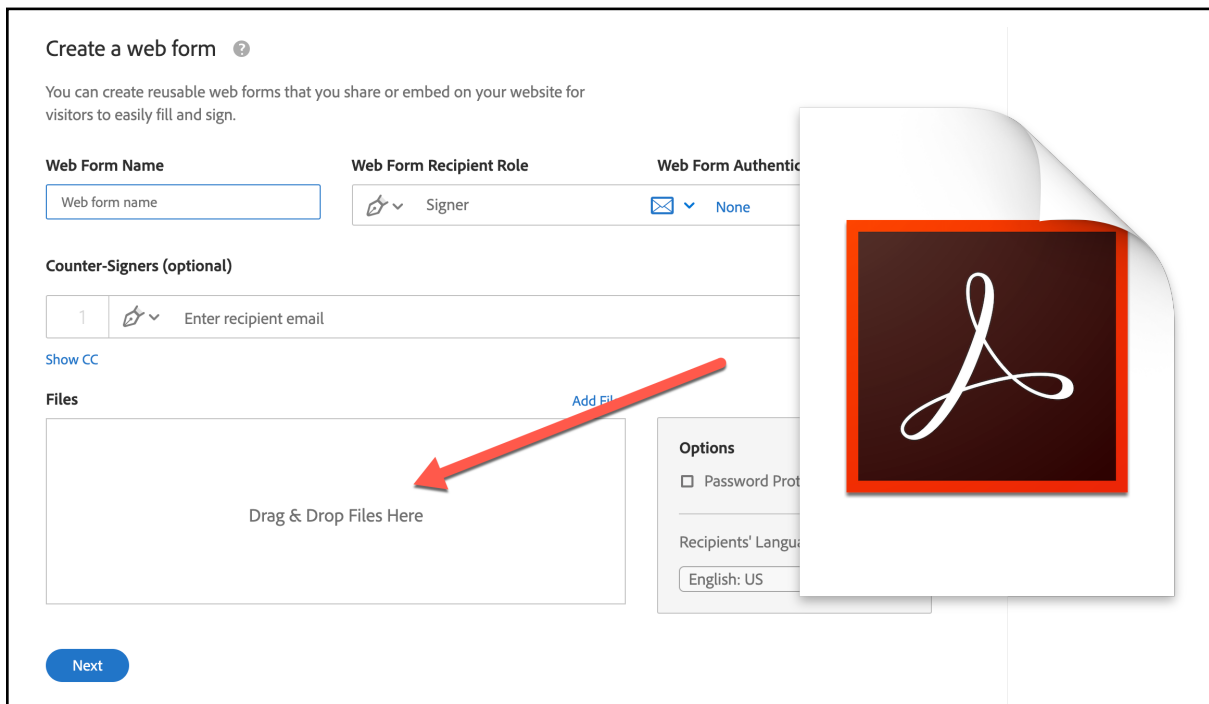 Create a web form ?
You can create reusable web forms that you share or embed on your website for
visitors to easily fill and sign.
Web Form Name
Web Form Recipient Role
Web Form Authentic
Web form name
Signer
None
Counter-Signers (optional)
1
Enter recipient email
Show CC
Files
Add Fil
Drag & Drop Files Here
Options
Password Prot
Recipients' Langua
English: US
Next